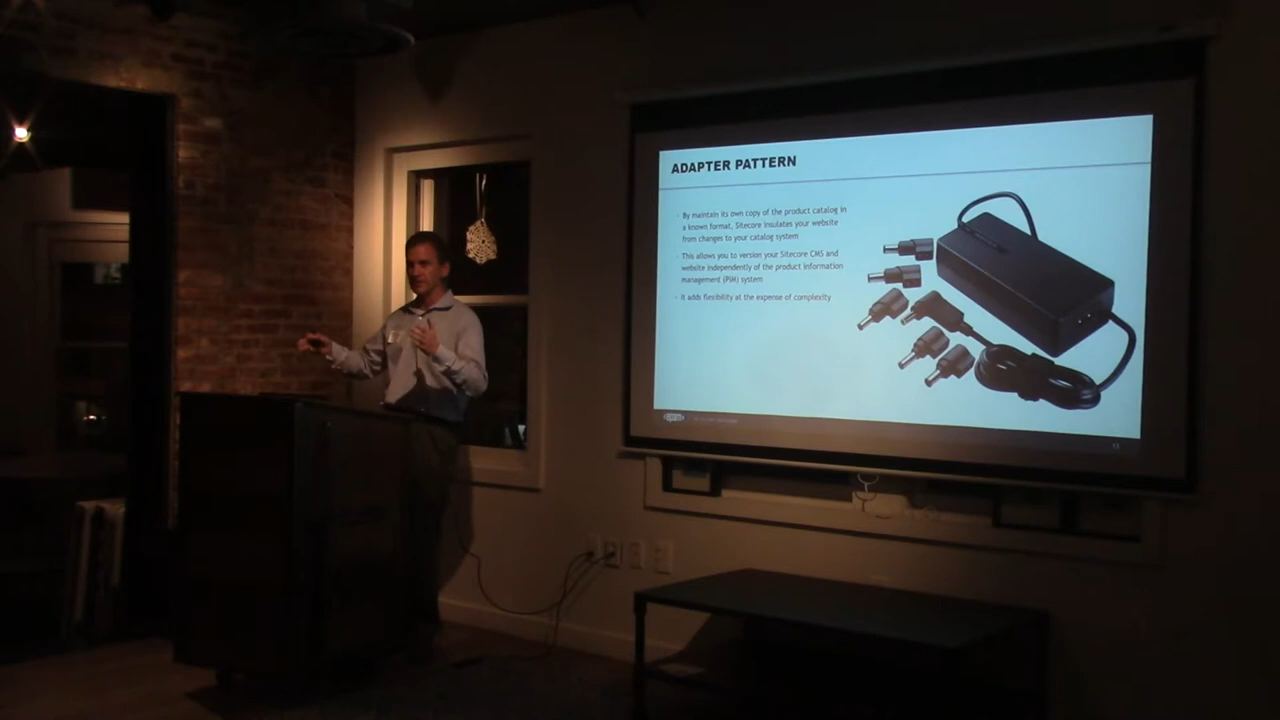 ADAPTER PATTERN
By maintain its own copy of the product catalog in
a known format, Sitecore insulates your website
from changes to your catalog system
This allows you to version your Sitecore CMS and
website independently of the product information
management (PIM) system
It adds flexibility at the expense of complexity
<epam>